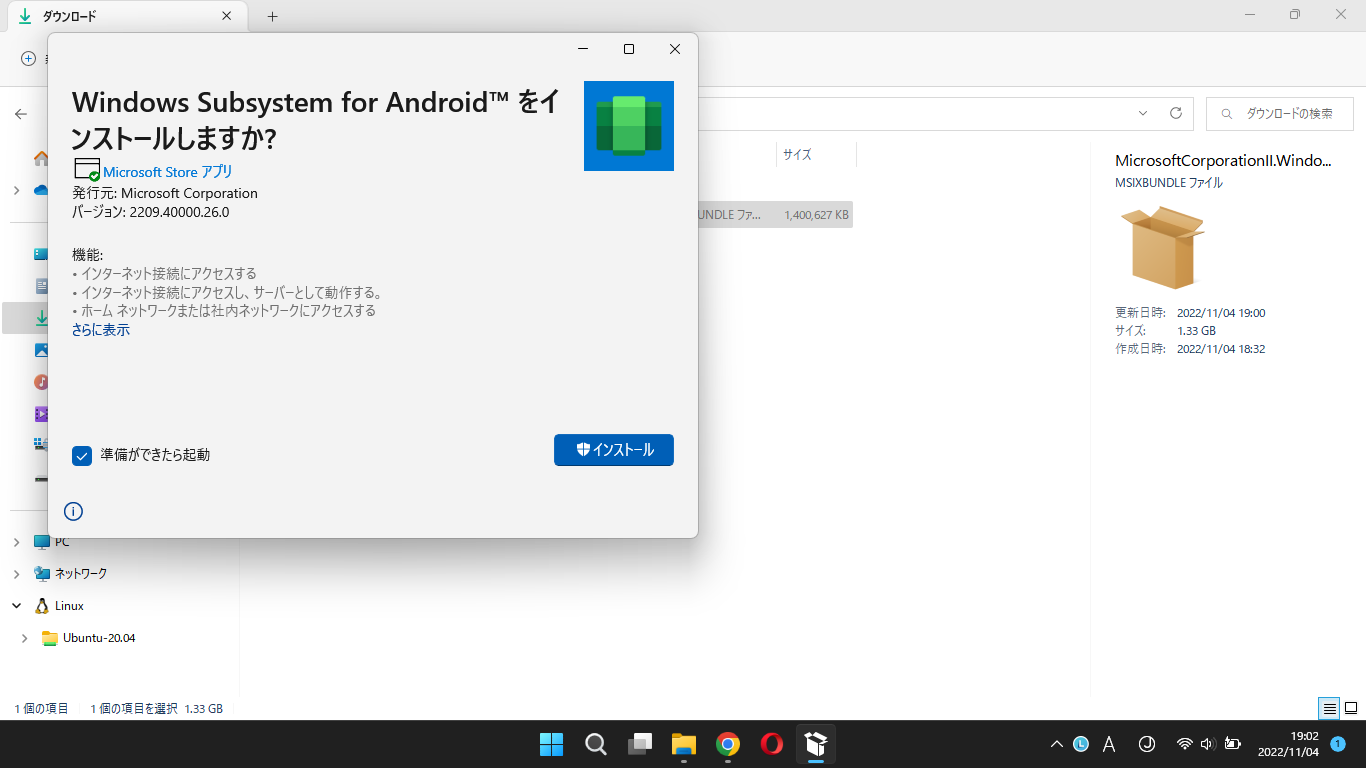 ダウンロード
Windows Subsystem for Android™ をイ
ンストールしますか?
Microsoft Store アプリ
発行元: Microsoft Corporation
バージョン: 2209.40000.26.0
機能:
• インターネット接続にアクセスする
• インターネット接続にアクセスし、サーバーとして動作する。
• ホーム ネットワークまたは社内ネットワークにアクセスする
さらに表示
準備ができたら起動
インストール
ダウンロードの検索
サイズ
UNDLE ファ... 1,400,627 KB
MicrosoftCorporationII.Windo...
MSIXBUNDLE ファイル
更新日時: 2022/11/04 19:00
サイズ: 1.33 GB
作成日時: 2022/11/04 18:32
PC
ネットワーク
Linux
Ubuntu-20.04
1 個の項目 1 個の項目を選択 1.33 GB
L A J
19:02
2022/11/04
1